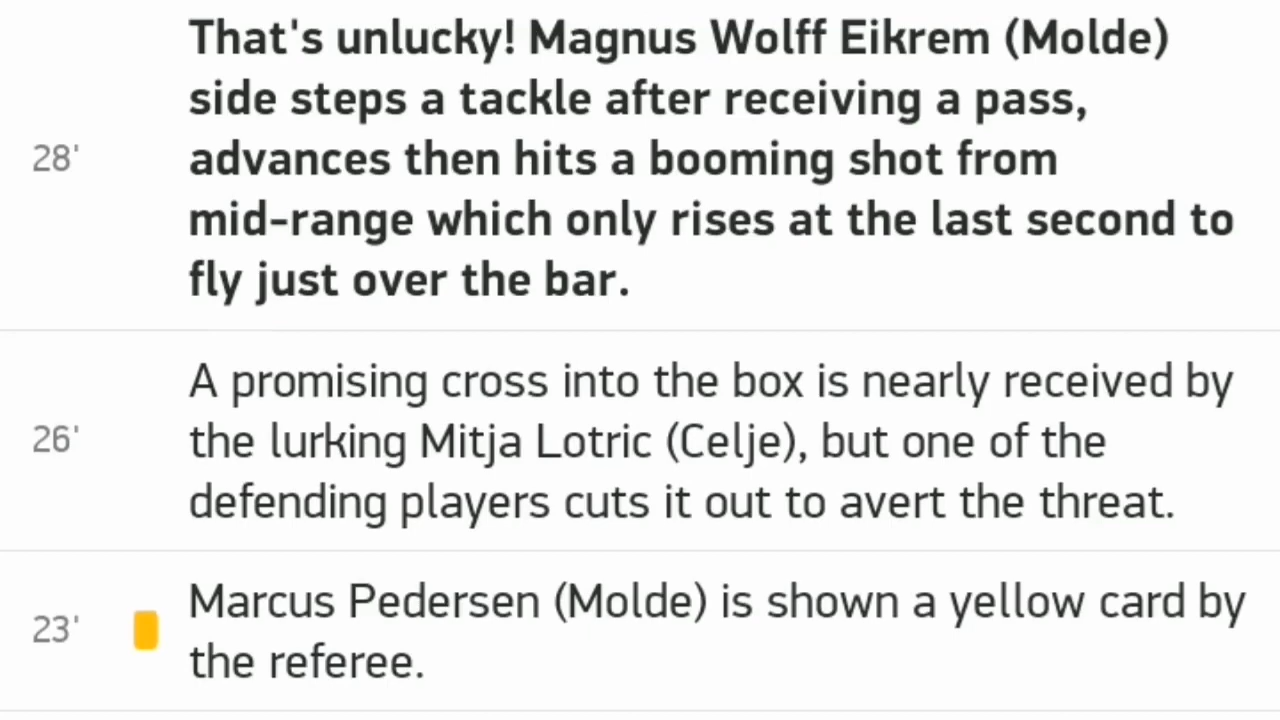 That's unlucky! Magnus Wolff Eikrem (Molde)
side steps a tackle after receiving a pass,
28'
advances then hits a booming shot from
mid-range which only rises at the last second to
fly just over the bar.
A promising cross into the box is nearly received by
26'
the lurking Mitja Lotric (Celje), but one of the
defending players cuts it out to avert the threat.
23'
Marcus Pedersen (Molde) is shown a yellow card by
the referee.